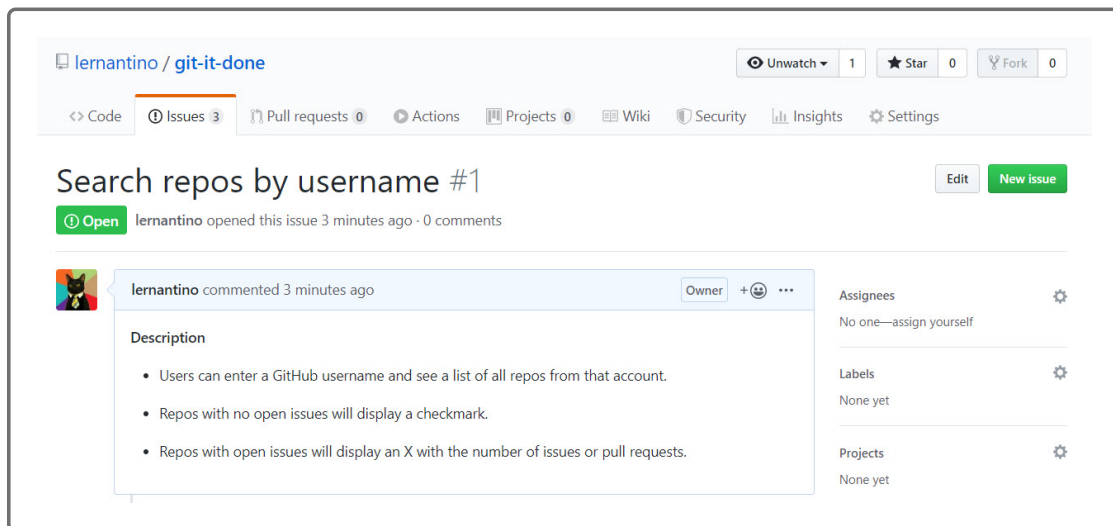 lernantino / git-it-done
Unwatch 1 Star 0 Fork 0
Code Issues 3 Pull requests 0 Actions Projects 0 Wiki Security Insights Settings
Search repos by username #1
Edit New issue
Open lernantino opened this issue 3 minutes ago · 0 comments
lernantino commented 3 minutes ago
Owner
Description
• Users can enter a GitHub username and see a list of all repos from that account.
• Repos with no open issues will display a checkmark.
• Repos with open issues will display an X with the number of issues or pull requests.
Assignees
No one—assign yourself
Labels
None yet
Projects
None yet